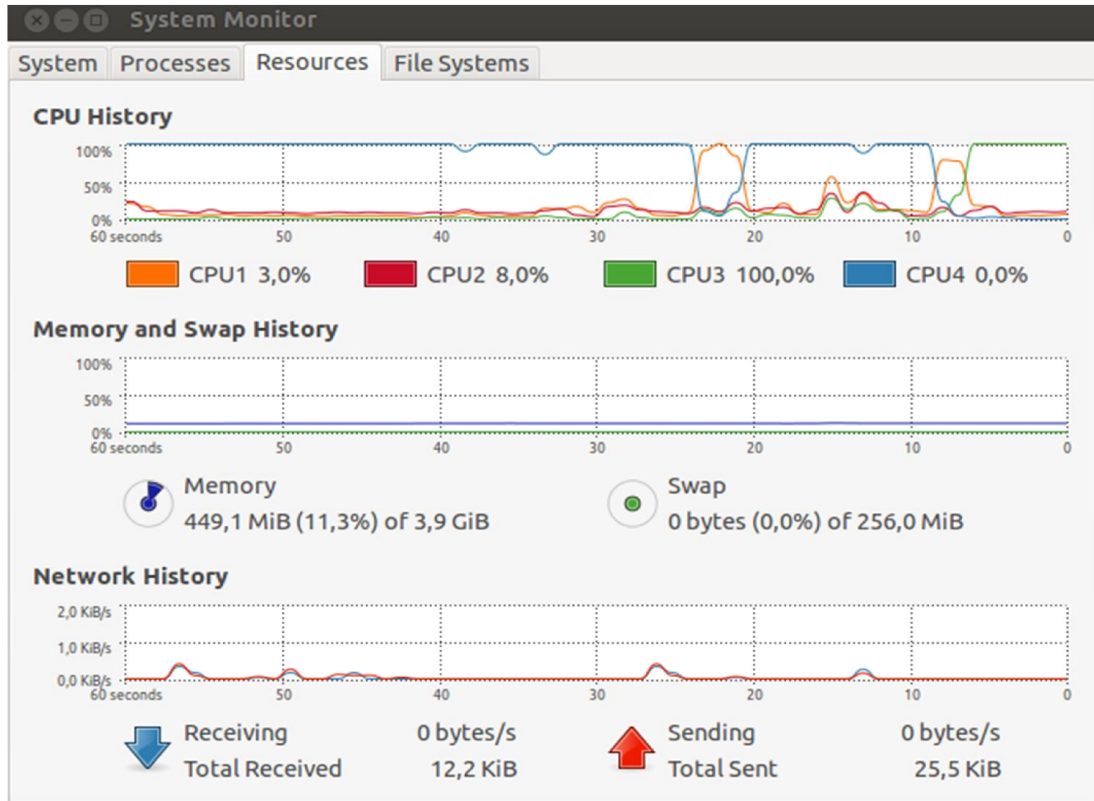 System Monitor
System Processes Resources File Systems
CPU History
100%
50%
0%
60 seconds 50 40 30 20 10 0
CPU1 3,0% CPU2 8,0% CPU3 100,0% CPU4 0,0%
Memory and Swap History
100%
50%
0%
60 seconds 50 40 30 20 10 0
Memory Swap
449,1 MiB (11,3%) of 3,9 GiB 0 bytes (0,0%) of 256,0 MiB
Network History
2,0 KiB/s
1,0 KiB/s
0,0 KiB/s
60 seconds 50 40 30 20 10 0
Receiving 0 bytes/s Sending 0 bytes/s
Total Received 12,2 KiB Total Sent 25,5 KiB